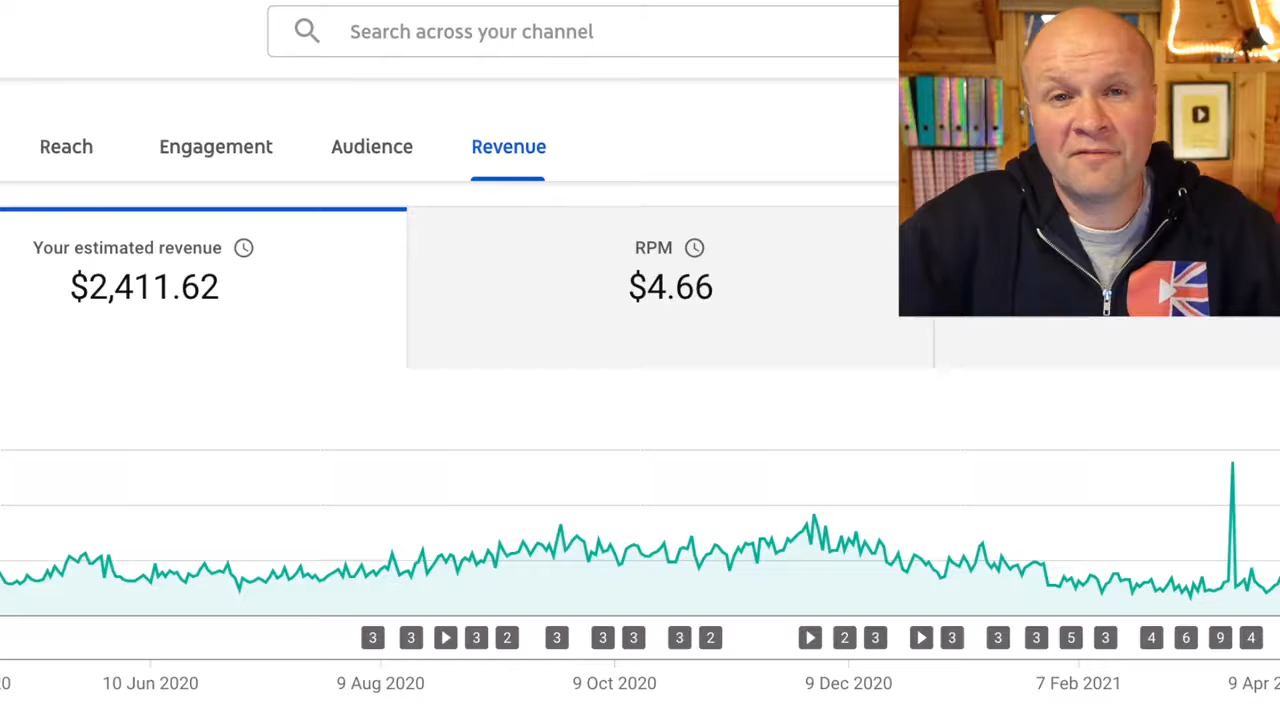 Search across your channel
Reach Engagement Audience Revenue
Your estimated revenue RPM
$2,411.62 $4.66
3 3 3 2 3 3 3 3 2 2 3 3 3 3 5 3 4 6 9 4
10 Jun 2020 9 Aug 2020 9 Oct 2020 9 Dec 2020 7 Feb 2021 9 Apr